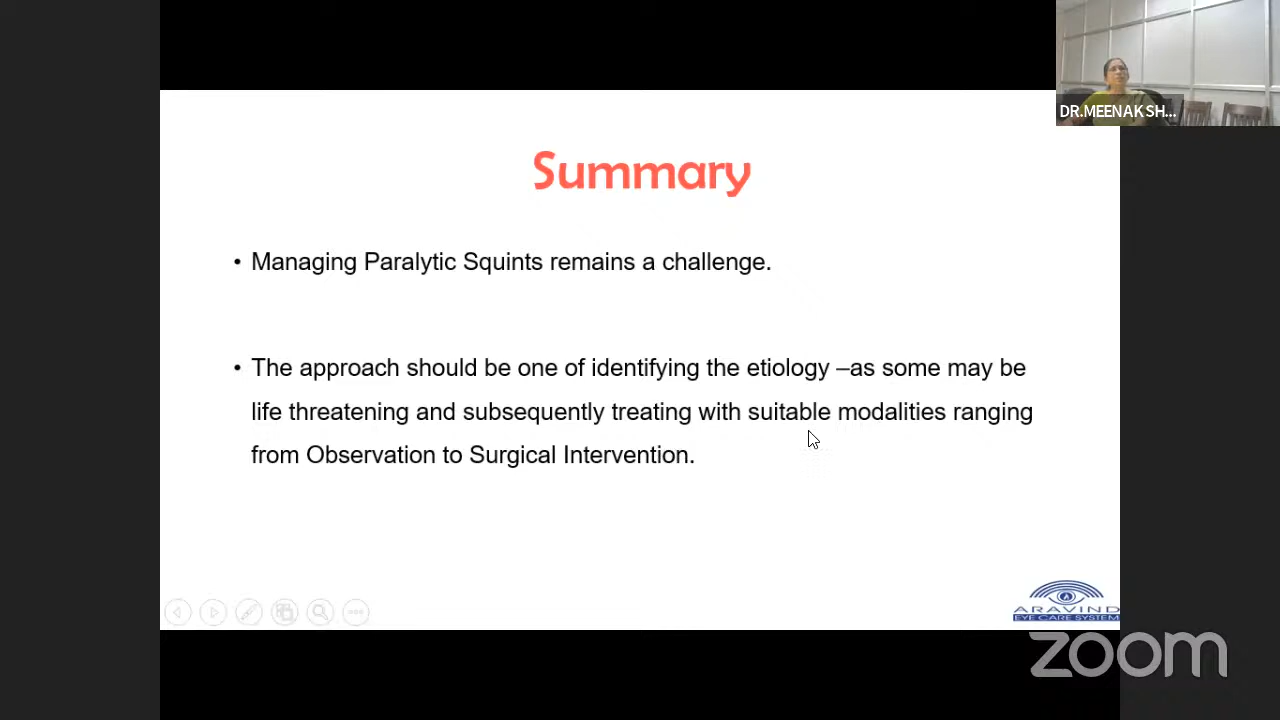 DR.MEENAKSH...
Summary
• Managing Paralytic Squints remains a challenge.
• The approach should be one of identifying the etiology –as some may be
life threatening and subsequently treating with suitable modalities ranging
from Observation to Surgical Intervention.
ARAVIND
EYE CARE SYSTEM
zoom